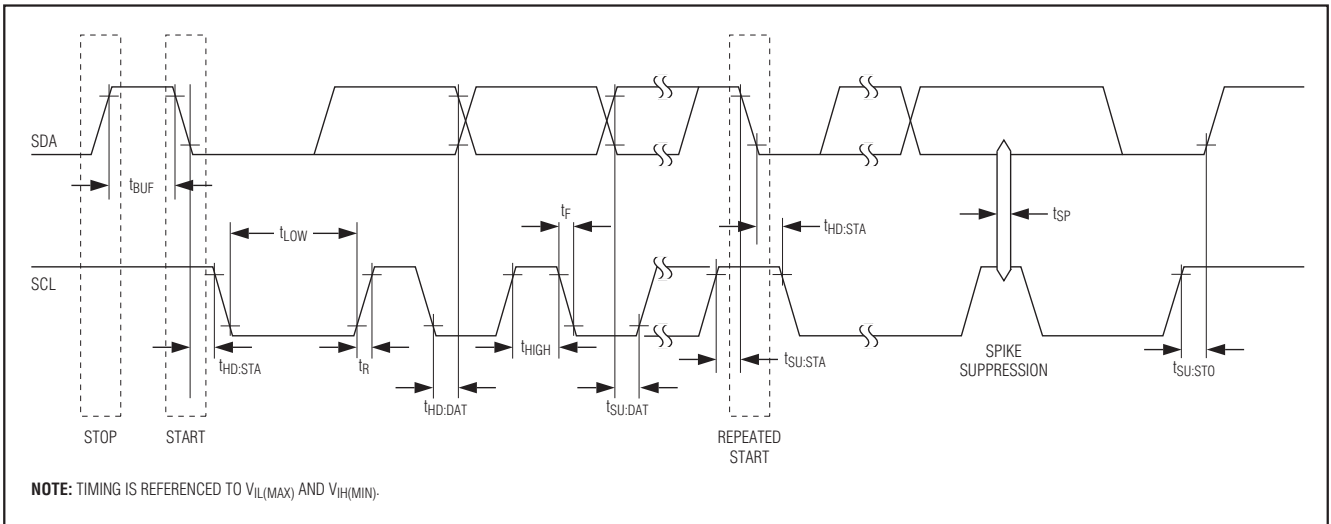 SDA
tBUF
tLOW
tF
tHD:STA
tSP
SCL
tHD:STA
tR
tHD:DAT
tHIGH
tSU:DAT
tSU:STA
SPIKE
SUPPRESSION
tSU:STO
STOP
START
REPEATED
START
NOTE: TIMING IS REFERENCED TO VIL(MAX) AND VIH(MIN).